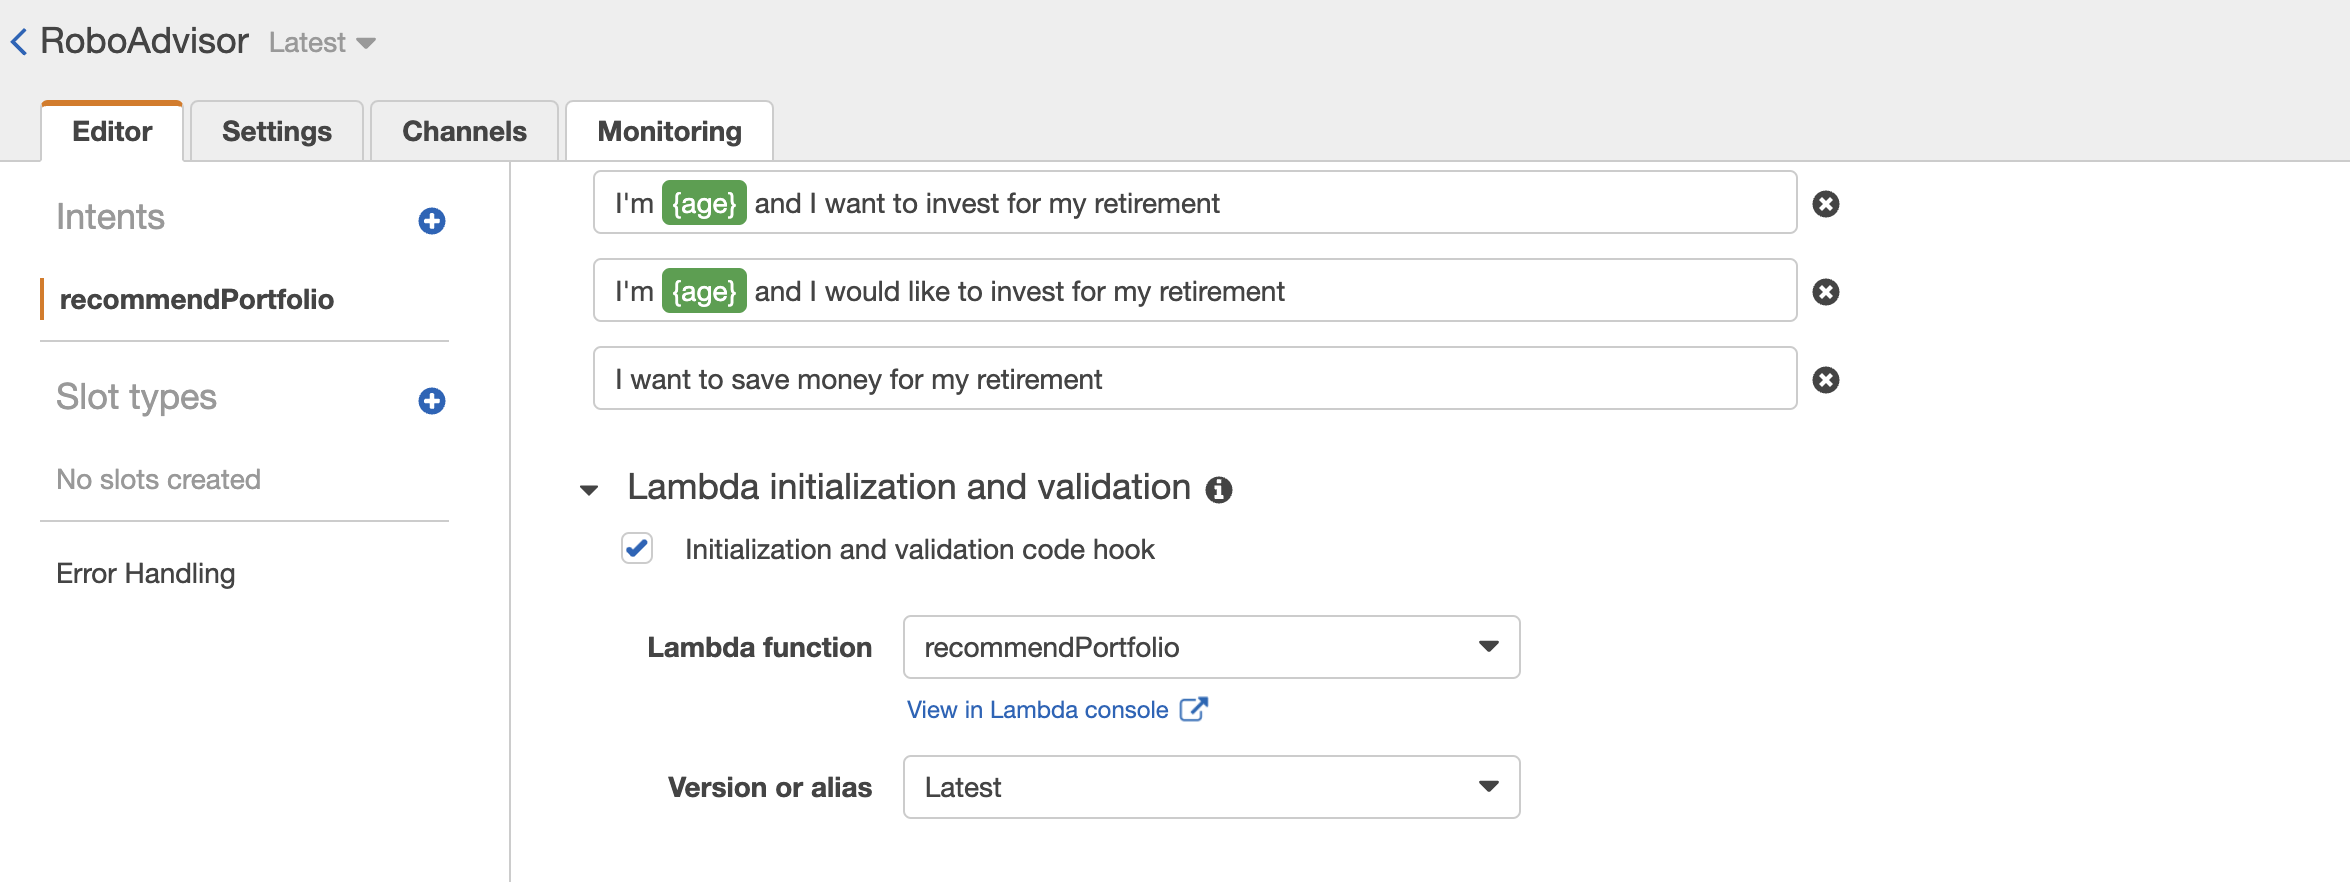 RoboAdvisor Latest
Editor Settings Channels Monitoring
Intents
recommendPortfolio
Slot types
No slots created
Error Handling
I'm {age} and I want to invest for my retirement
I'm {age} and I would like to invest for my retirement
I want to save money for my retirement
Lambda initialization and validation
Initialization and validation code hook
Lambda function recommendPortfolio
View in Lambda console
Version or alias Latest